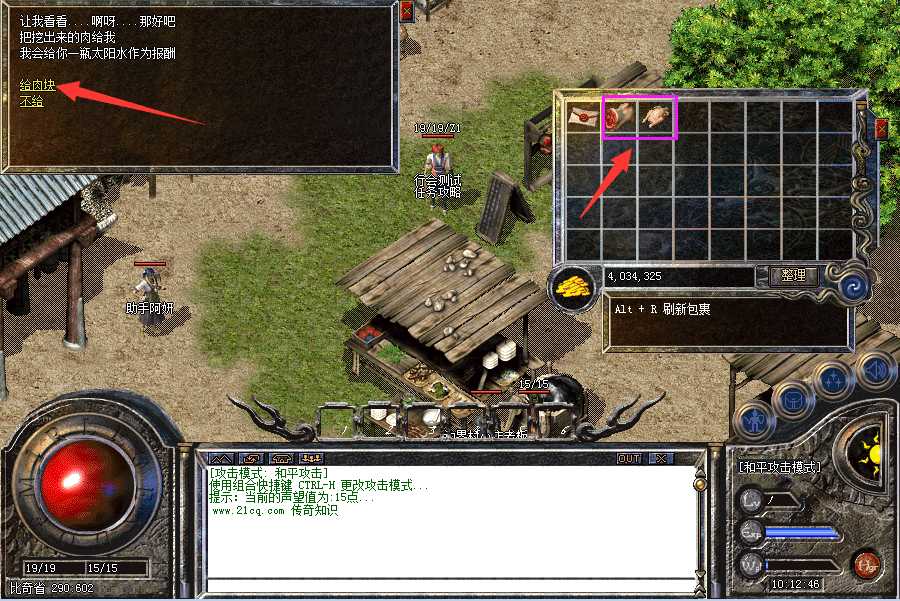 让我看看....啊呀....那好吧
把挖出来的肉给我
我会给你一瓶太阳水作为报酬
给肉块
不给
19/19/Z1
行会测试
任务攻略
助手阿妍
4,034,325
整理
Alt + R 刷新包裹
15/15
OUT
[攻击模式: 和平攻击]
使用组合快捷键 CTRL-H 更改攻击模式...
提示: 当前的声望值为:15点...
www.21cq.com 传奇知识
[和平攻击模式]
Lv 7
Exp
19/19
15/15
比奇省 290:602
10:12:46